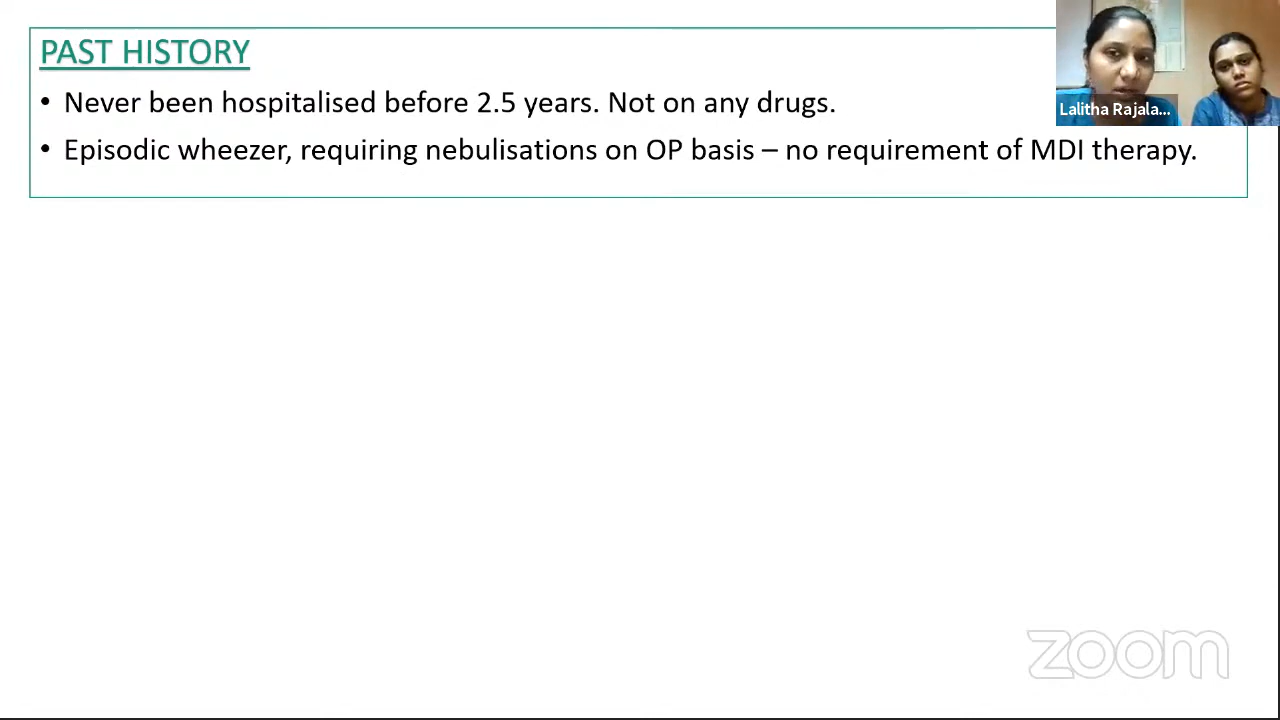 PAST HISTORY
• Never been hospitalised before 2.5 years. Not on any drugs.
• Episodic wheezer, requiring nebulisations on OP basis – no requirement of MDI therapy.
Lalitha Rajala...
zoom